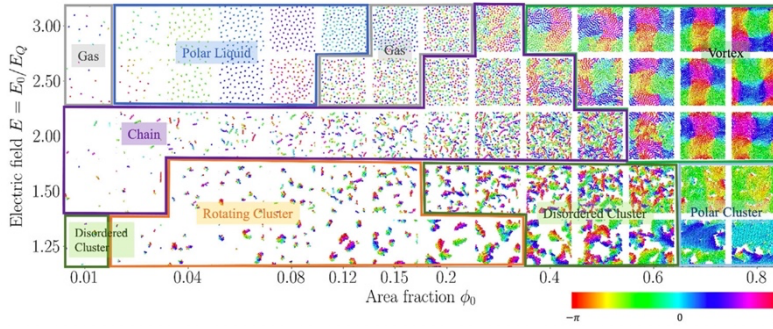 Electric field E = E₀/E_Q
3.00
2.50
2.00
1.50
1.25
Gas
Polar Liquid
Gas
Vortex
Chain
Rotating Cluster
Disordered
Cluster
Disordered Cluster
Polar Cluster
0.01
0.04
0.08
0.12
0.15
0.2
0.4
0.6
0.8
Area fraction ϕ₀
−π
0